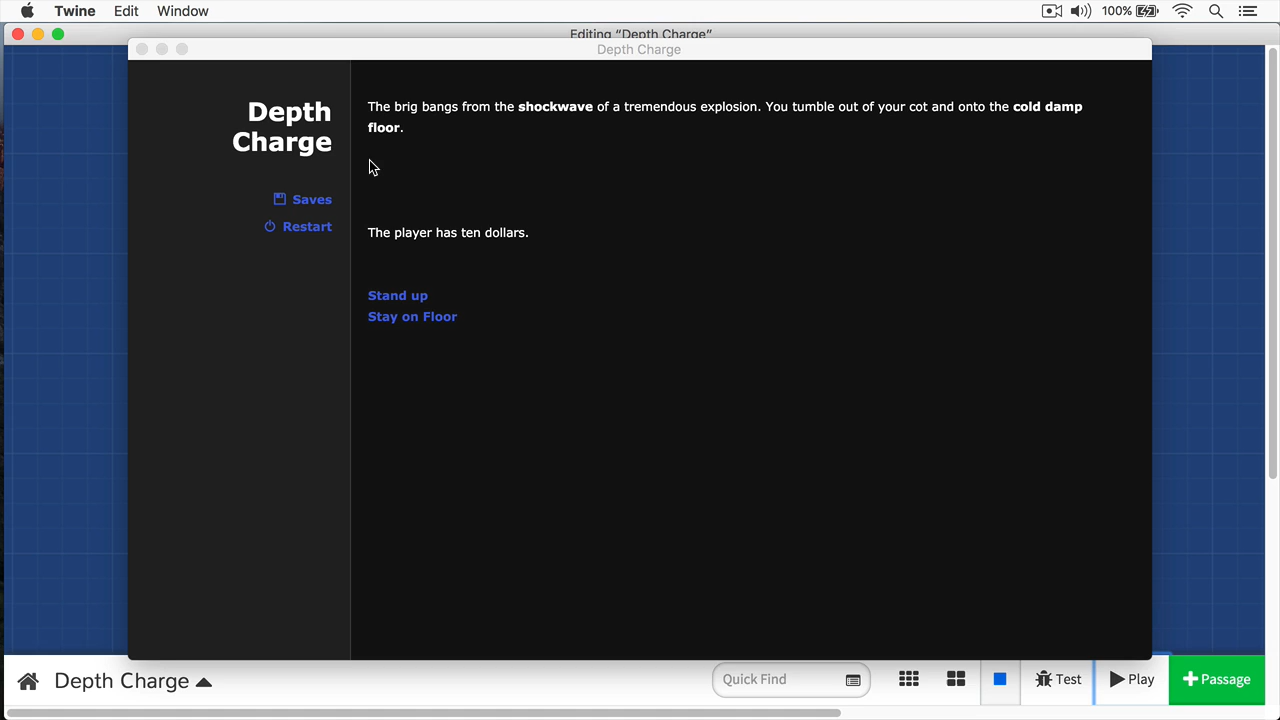 Twine Edit Window 100%
Editing “Depth Charge”
Depth Charge
Depth
Charge
Saves
Restart
The brig bangs from the shockwave of a tremendous explosion. You tumble out of your cot and onto the cold damp
floor.
The player has ten dollars.
Stand up
Stay on Floor
Depth Charge Quick Find Test Play Passage